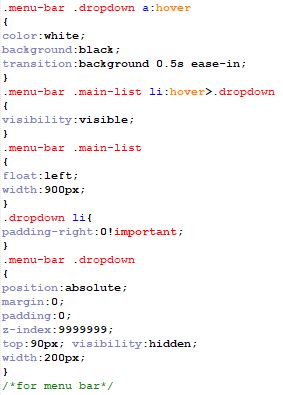 .menu-bar .dropdown a:hover
{
color:white;
background:black;
transition:background 0.5s ease-in;
}
.menu-bar .main-list li:hover>.dropdown
{
visibility:visible;
}
.menu-bar .main-list
{
float:left;
width:900px;
}
.dropdown li{
padding-right:0!important;
}
.menu-bar .dropdown
{
position:absolute;
margin:0;
padding:0;
z-index:9999999;
top:90px; visibility:hidden;
width:200px;
}
/*for menu bar*/